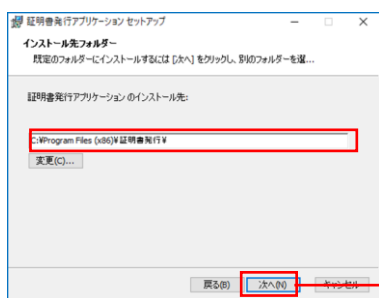 証明書発行アプリケーション セットアップ
インストール先フォルダー
既定のフォルダーにインストールするには [次へ] をクリックし、別のフォルダーを選...
証明書発行アプリケーション のインストール先:
C:¥Program Files (x86)¥証明書発行¥
変更(C)...
戻る(B) 次へ(N) キャンセル